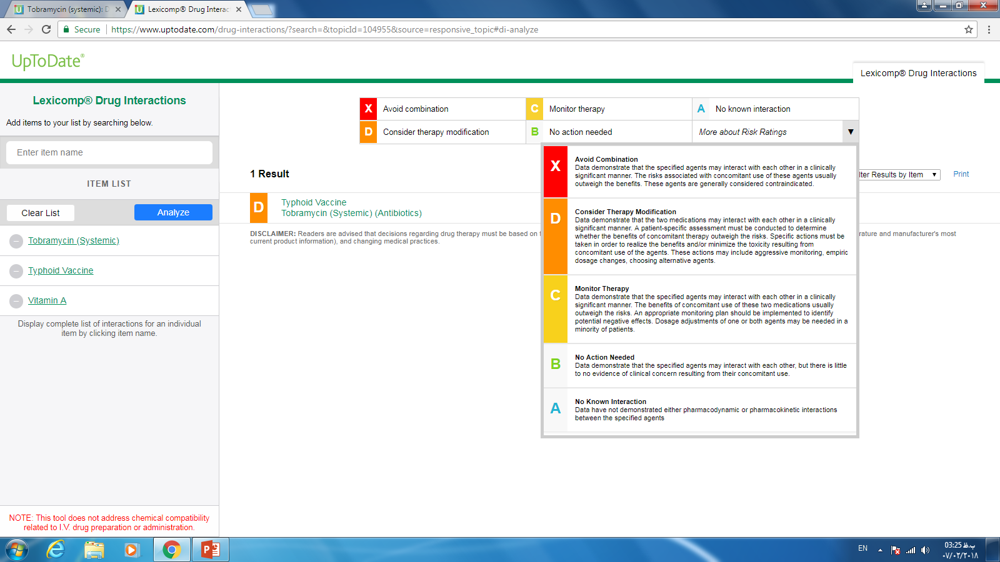 Tobramycin (systemic): D
Lexicomp® Drug Interac
Secure
https://www.uptodate.com/drug-interactions/?search=&topicId=104955&source=responsive_topic#di-analyze
UpToDate®
Lexicomp® Drug Interactions
Lexicomp® Drug Interactions
Add items to your list by searching below.
Enter item name
ITEM LIST
Clear List
Analyze
Tobramycin (Systemic)
Typhoid Vaccine
Vitamin A
Display complete list of interactions for an individual
item by clicking item name.
NOTE: This tool does not address chemical compatibility
related to I.V. drug preparation or administration.
X Avoid combination
C Monitor therapy
A No known interaction
D Consider therapy modification
B No action needed
More about Risk Ratings ▼
1 Result
lter Results by Item ▼
Print
D
Typhoid Vaccine
Tobramycin (Systemic) (Antibiotics)
DISCLAIMER: Readers are advised that decisions regarding drug therapy must be based on rature and manufacturer's most
current product information), and changing medical practices.
X
Avoid Combination
Data demonstrate that the specified agents may interact with each other in a clinically
significant manner. The risks associated with concomitant use of these agents usually
outweigh the benefits. These agents are generally considered contraindicated.
D
Consider Therapy Modification
Data demonstrate that the two medications may interact with each other in a clinically
significant manner. A patient-specific assessment must be conducted to determine
whether the benefits of concomitant therapy outweigh the risks. Specific actions must be
taken in order to realize the benefits and/or minimize the toxicity resulting from
concomitant use of the agents. These actions may include aggressive monitoring, empiric
dosage changes, choosing alternative agents.
C
Monitor Therapy
Data demonstrate that the specified agents may interact with each other in a clinically
significant manner. The benefits of concomitant use of these two medications usually
outweigh the risks. An appropriate monitoring plan should be implemented to identify
potential negative effects. Dosage adjustments of one or both agents may be needed in a
minority of patients.
B
No Action Needed
Data demonstrate that the specified agents may interact with each other, but there is little
to no evidence of clinical concern resulting from their concomitant use.
A
No Known Interaction
Data have not demonstrated either pharmacodynamic or pharmacokinetic interactions
between the specified agents
EN
03:25 ب.ظ
۰۷/۰۲/۲۰۱۸